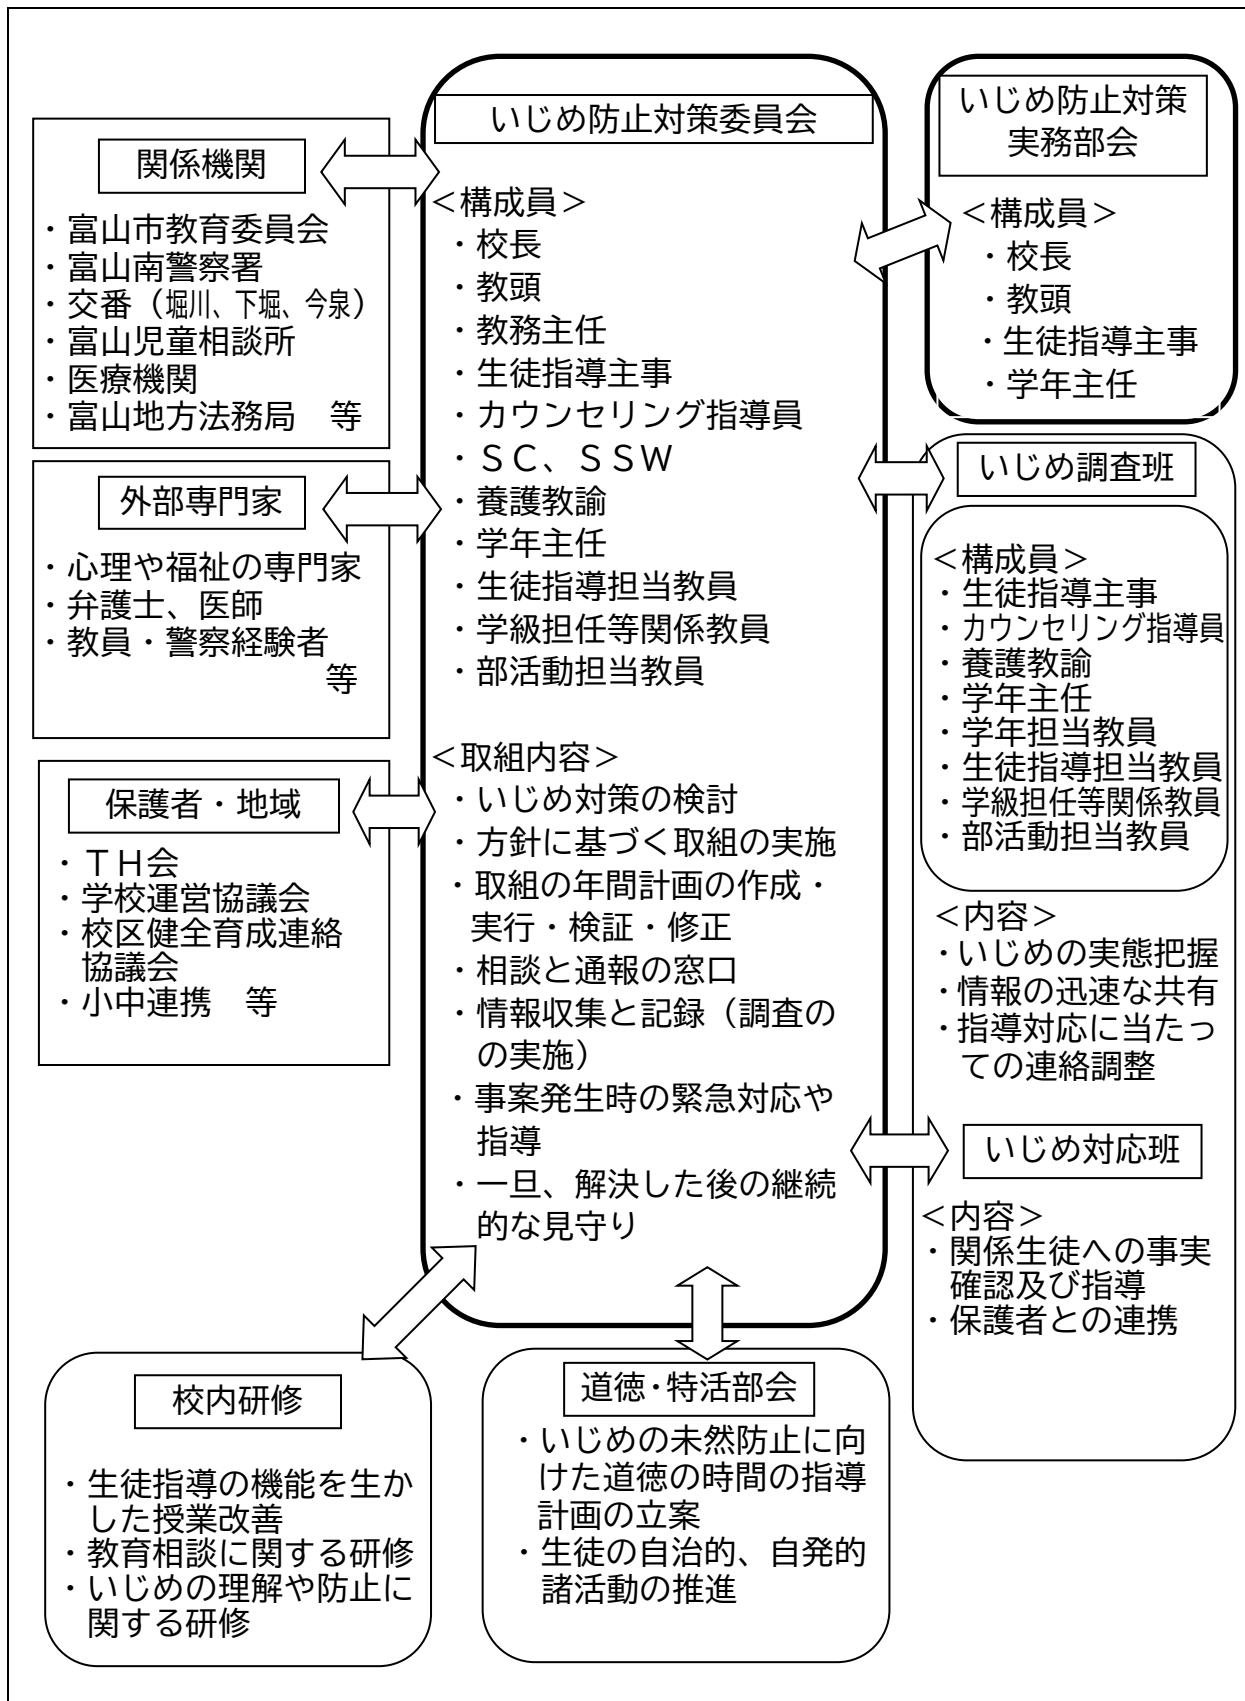 関係機関
・富山市教育委員会
・富山南警察署
・交番（堀川、下堀、今泉）
・富山児童相談所
・医療機関
・富山地方法務局　等
外部専門家
・心理や福祉の専門家
・弁護士、医師
・教員・警察経験者
等
保護者・地域
・ＴＨ会
・学校運営協議会
・校区健全育成連絡
協議会
・小中連携　等
いじめ防止対策委員会
＜構成員＞
・校長
・教頭
・教務主任
・生徒指導主事
・カウンセリング指導員
・ＳＣ、ＳＳＷ
・養護教諭
・学年主任
・生徒指導担当教員
・学級担任等関係教員
・部活動担当教員
＜取組内容＞
・いじめ対策の検討
・方針に基づく取組の実施
・取組の年間計画の作成・
実行・検証・修正
・相談と通報の窓口
・情報収集と記録（調査の
の実施）
・事案発生時の緊急対応や
指導
・一旦、解決した後の継続
的な見守り
いじめ防止対策
実務部会
＜構成員＞
・校長
・教頭
・生徒指導主事
・学年主任
いじめ調査班
＜構成員＞
・生徒指導主事
・カウンセリング指導員
・養護教諭
・学年主任
・学年担当教員
・生徒指導担当教員
・学級担任等関係教員
・部活動担当教員
＜内容＞
・いじめの実態把握
・情報の迅速な共有
・指導対応に当たっ
ての連絡調整
いじめ対応班
＜内容＞
・関係生徒への事実
確認及び指導
・保護者との連携
校内研修
・生徒指導の機能を生か
した授業改善
・教育相談に関する研修
・いじめの理解や防止に
関する研修
道徳・特活部会
・いじめの未然防止に向
けた道徳の時間の指導
計画の立案
・生徒の自治的、自発的
諸活動の推進